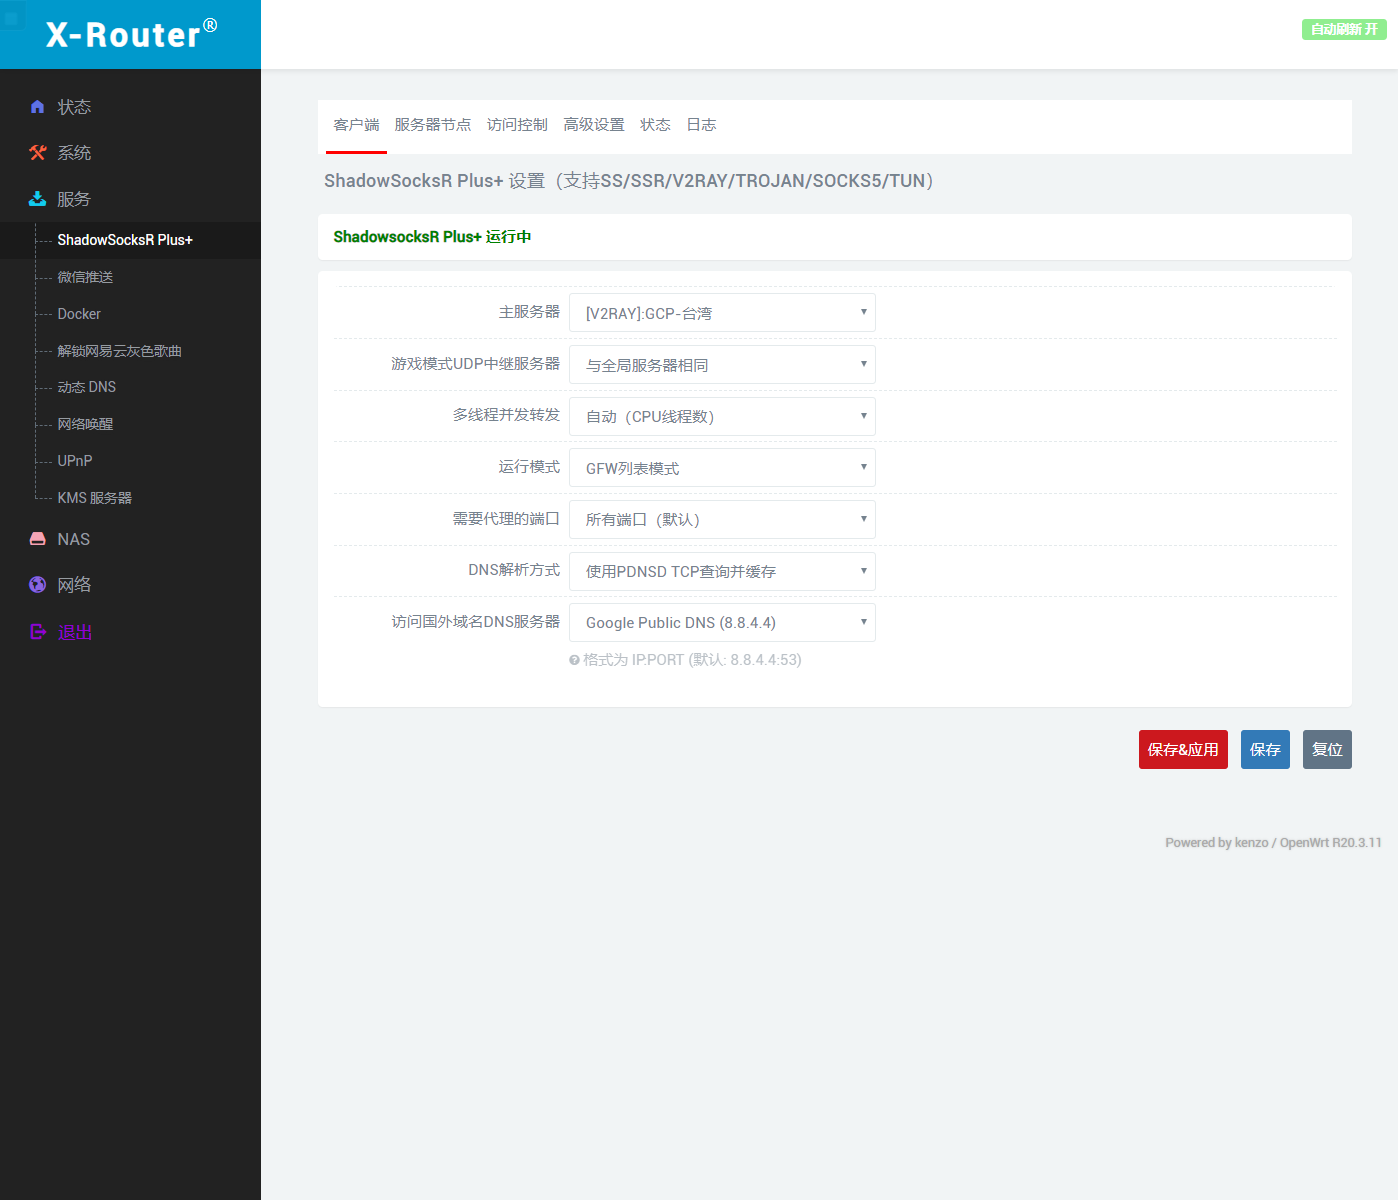 X-Router®
自动刷新 开
状态
系统
服务
ShadowSocksR Plus+
微信推送
Docker
解锁网易云灰色歌曲
动态 DNS
网络唤醒
UPnP
KMS 服务器
NAS
网络
退出
客户端 服务器节点 访问控制 高级设置 状态 日志
ShadowSocksR Plus+ 设置（支持SS/SSR/V2RAY/TROJAN/SOCKS5/TUN）
ShadowsocksR Plus+ 运行中
主服务器 [V2RAY]:GCP-台湾
游戏模式UDP中继服务器 与全局服务器相同
多线程并发转发 自动（CPU线程数）
运行模式 GFW列表模式
需要代理的端口 所有端口（默认）
DNS解析方式 使用PDNSD TCP查询并缓存
访问国外域名DNS服务器 Google Public DNS (8.8.4.4)
格式为 IP:PORT (默认: 8.8.4.4:53)
保存&应用 保存 复位
Powered by kenzo / OpenWrt R20.3.11